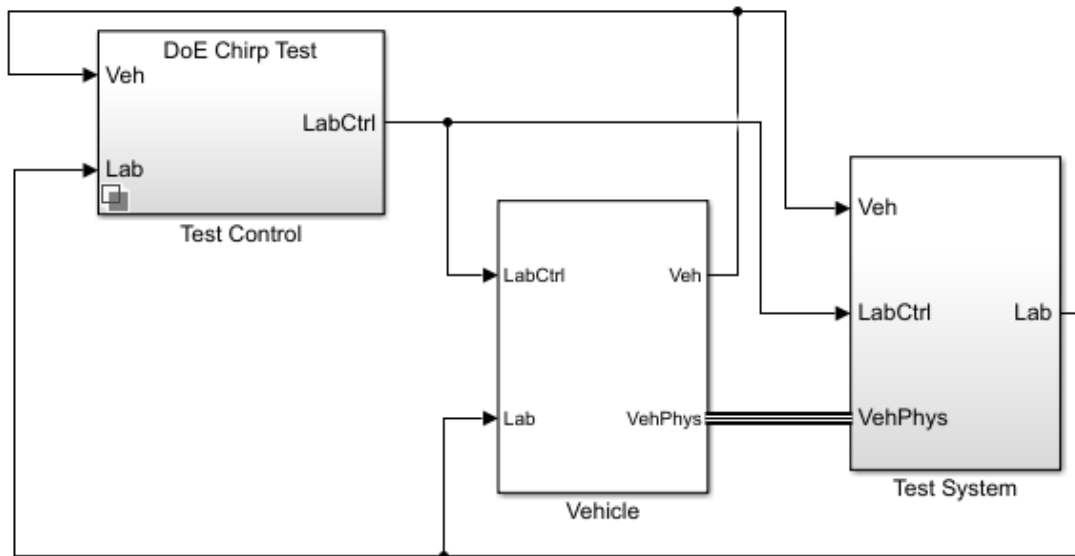 DoE Chirp Test
Veh
LabCtrl
Lab
Test Control
LabCtrl
Veh
Lab
VehPhys
Vehicle
Veh
LabCtrl
Lab
VehPhys
Test System